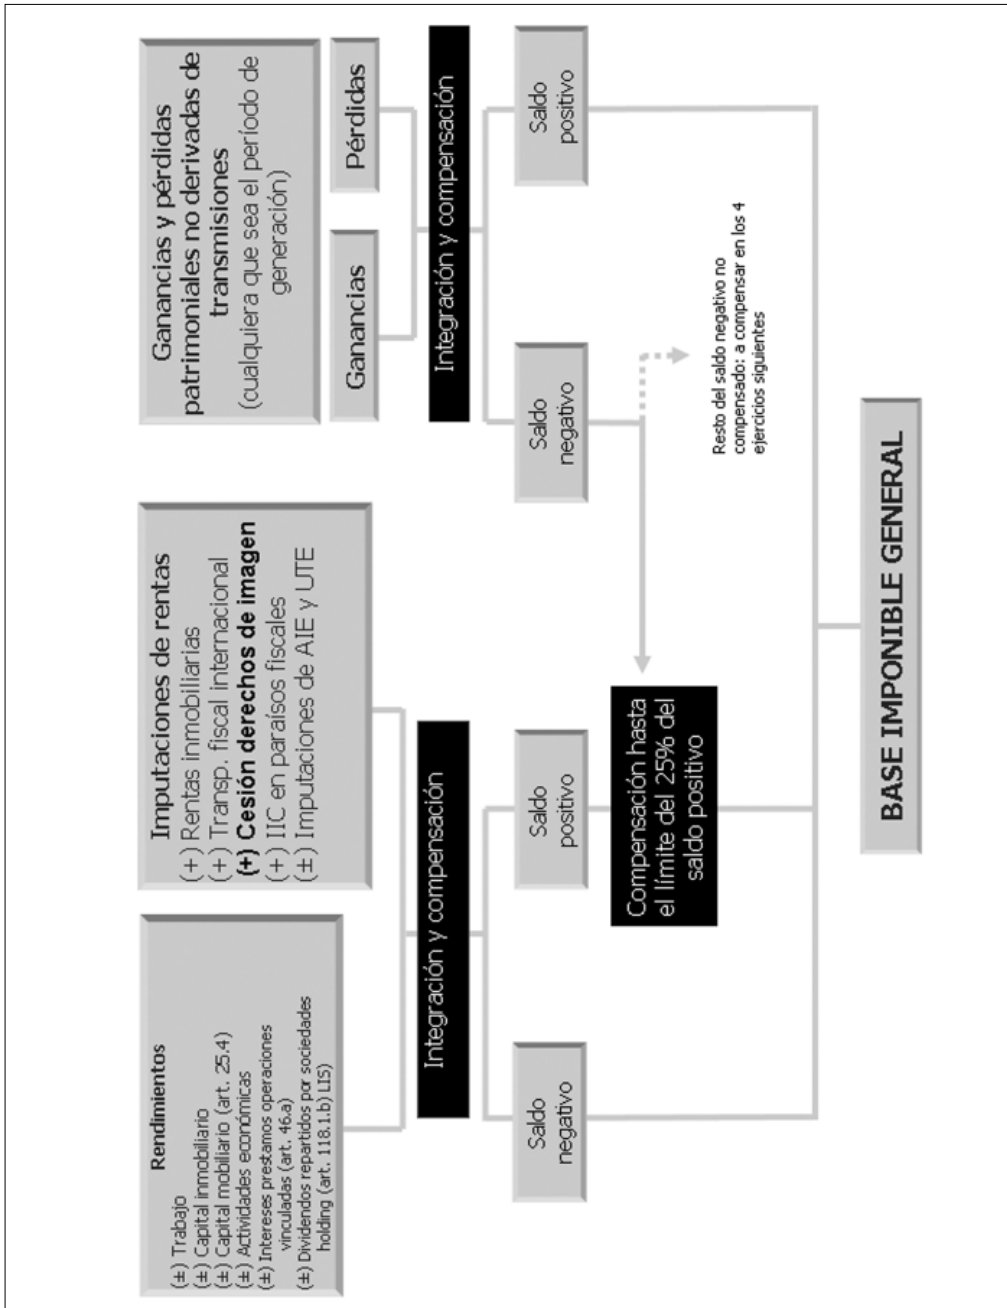 Rendimientos
(±) Trabajo
(±) Capital inmobiliario
(±) Capital mobiliario (art. 25.4)
(±) Actividades económicas
(±) Intereses prestamos operaciones
vinculadas (art. 46.a)
(±) Dividendos repartidos por sociedades
holding (art. 118.1.b) LIS)
Imputaciones de rentas
(+) Rentas inmobiliarias
(+) Transp. fiscal internacional
(+) Cesión derechos de imagen
(+) IIC en paraísos fiscales
(±) Imputaciones de AIE y UTE
Ganancias y pérdidas
patrimoniales no derivadas de
transmisiones
(cualquiera que sea el período de
generación)
Ganancias
Pérdidas
Integración y compensación
Integración y compensación
Saldo
negativo
Saldo
positivo
Saldo
negativo
Saldo
positivo
Compensación hasta
el límite del 25% del
saldo positivo
Resto del saldo negativo no
compensado: a compensar en los 4
ejercicios siguientes
BASE IMPONIBLE GENERAL